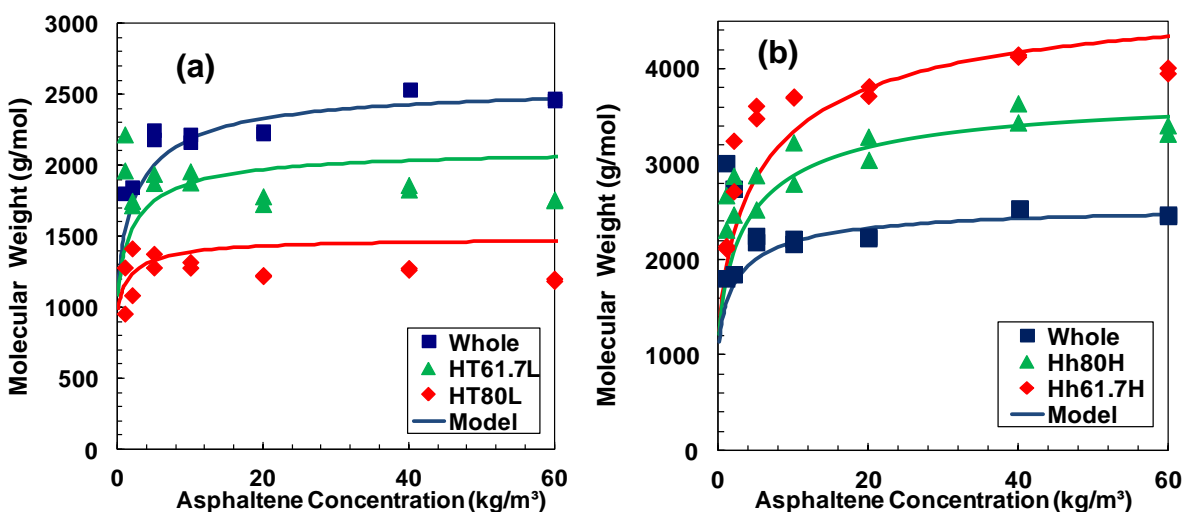 (a)
Molecular Weight (g/mol)
3000
2500
2000
1500
1000
500
0
0 20 40 60
Asphaltene Concentration (kg/m³)
Whole
HT61.7L
HT80L
Model
(b)
Molecular Weight (g/mol)
4000
3000
2000
1000
0
0 20 40 60
Asphaltene Concentration (kg/m³)
Whole
Hh80H
Hh61.7H
Model